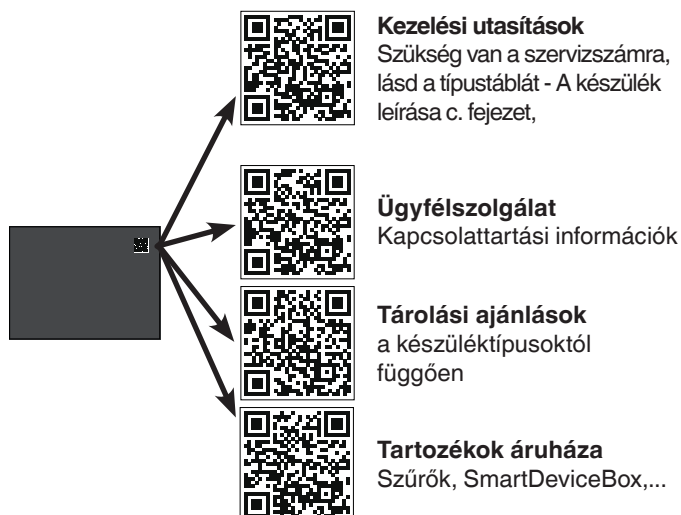 Kezelési utasítások
Szükség van a szervizszámra,
lásd a típustáblát - A készülék
leírása c. fejezet,
Ügyfélszolgálat
Kapcsolattartási információk
Tárolási ajánlások
a készüléktípusoktól
függően
Tartozékok áruháza
Szűrők, SmartDeviceBox,...